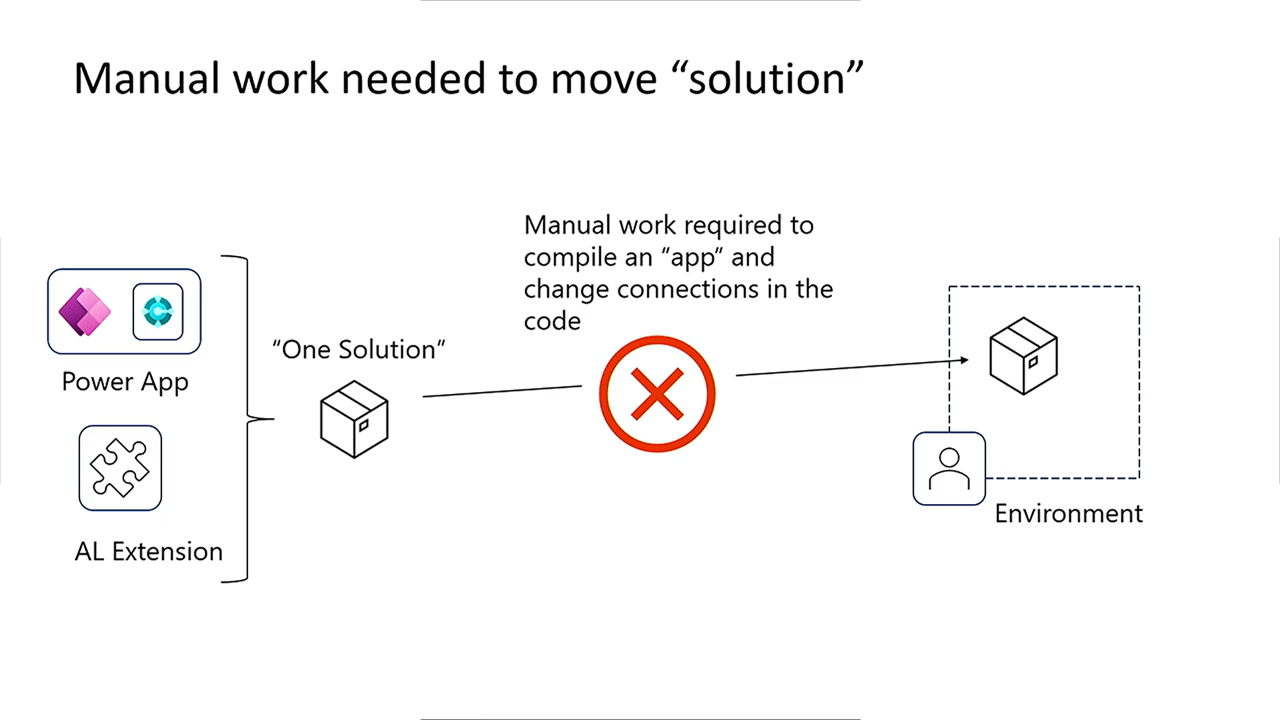 Manual work needed to move “solution”
Manual work required to
compile an “app” and
change connections in the
code
“One Solution”
Power App
AL Extension
Environment